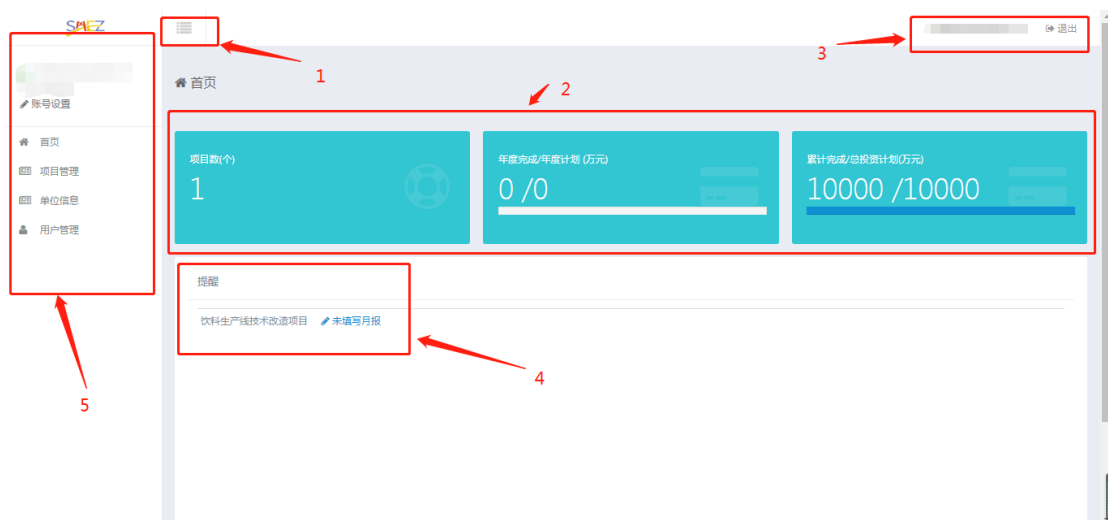 SMEZ
退出
3
1
首页
2
账号设置
首页
项目管理
单位信息
用户管理
项目数(个)
1
年度完成/年度计划 (万元)
0 /0
累计完成/总投资计划(万元)
10000 /10000
提醒
饮料生产线技术改造项目 未填写月报
4
5